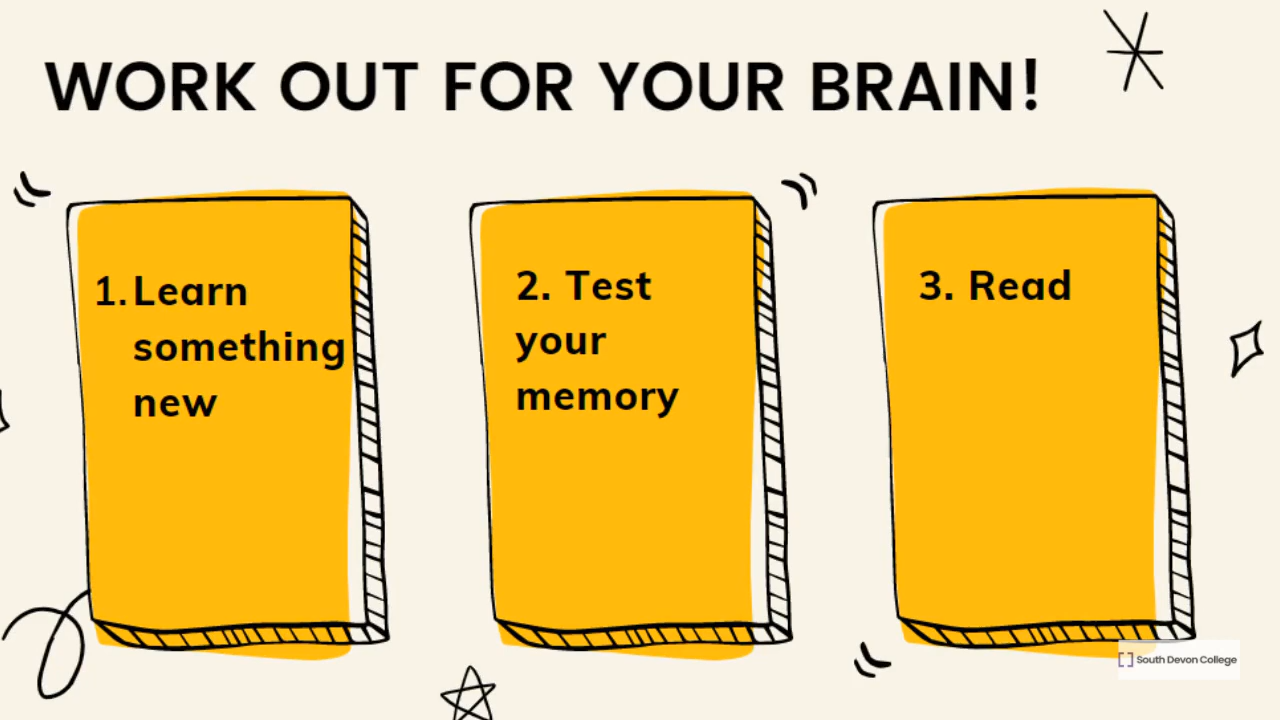 WORK OUT FOR YOUR BRAIN!
1. Learn
something
new
2. Test
your
memory
3. Read
South Devon College